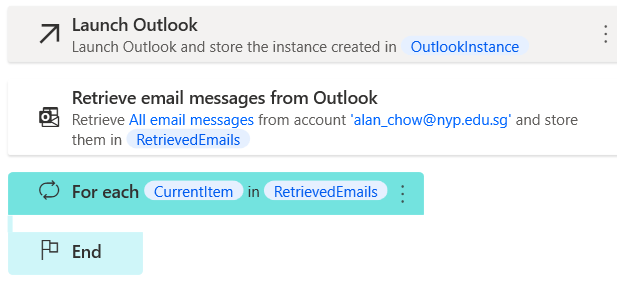 Launch Outlook
Launch Outlook and store the instance created in OutlookInstance
Retrieve email messages from Outlook
Retrieve All email messages from account 'alan_chow@nyp.edu.sg' and store
them in RetrievedEmails
For each CurrentItem in RetrievedEmails
End